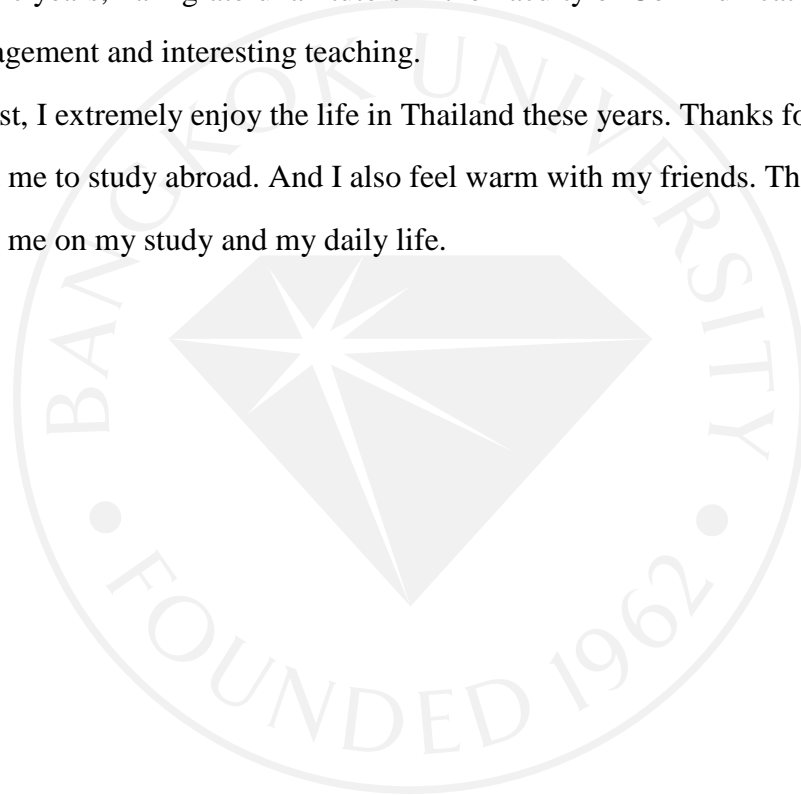 agement and interesting teaching.
st, I extremely enjoy the life in Thailand these years. Thanks fo
me to study abroad. And I also feel warm with my friends. Th
me on my study and my daily life.
BANGKOK UNIVERSITY
FOUNDED 1962